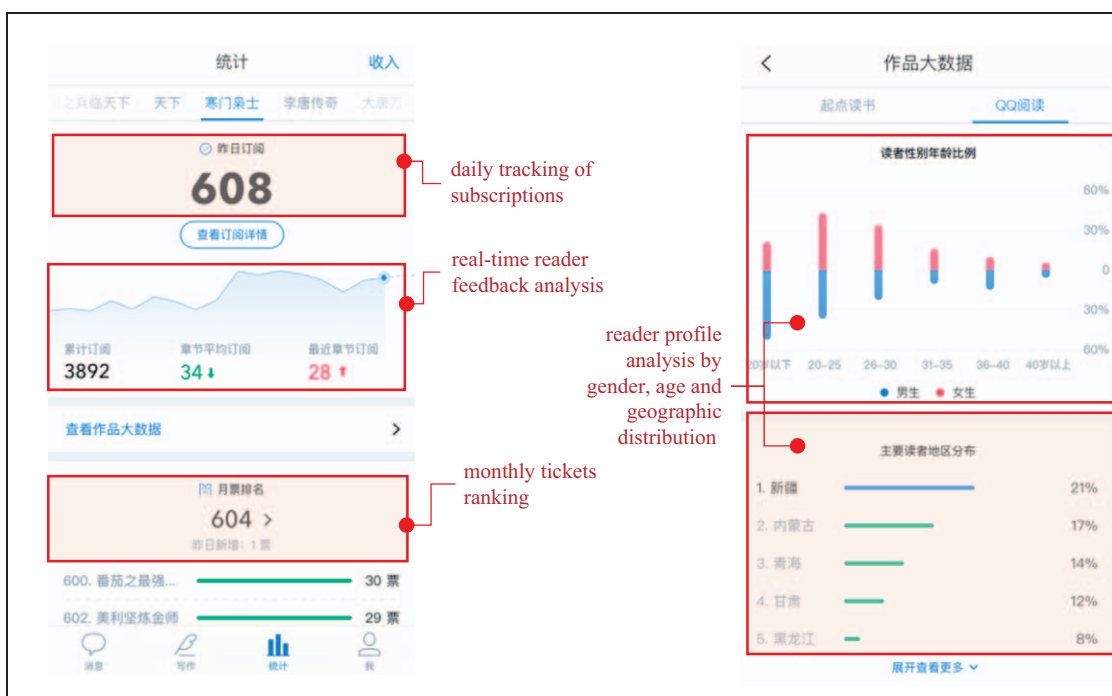 统计
收入
之兵临天下
天下
寒门枭士
李唐传奇
大唐万
昨日订阅
608
查看订阅详情
累计订阅
章节平均订阅
最近章节订阅
3892
34
28
查看作品大数据
月票排名
604 >
昨日新增：1 票
600. 番茄之最强...
30 票
602. 美利坚炼金师
29 票
消息
写作
统计
我
daily tracking of
subscriptions
real-time reader
feedback analysis
monthly tickets
ranking
reader profile
analysis by
gender, age and
geographic
distribution
作品大数据
起点读书
QQ阅读
读者性别年龄比例
60%
30%
0
30%
60%
20岁以下
20-25
26-30
31-35
36-40
40岁以上
男生
女生
主要读者地区分布
1. 新疆
21%
2. 内蒙古
17%
3. 青海
14%
4. 甘肃
12%
5. 黑龙江
8%
展开查看更多